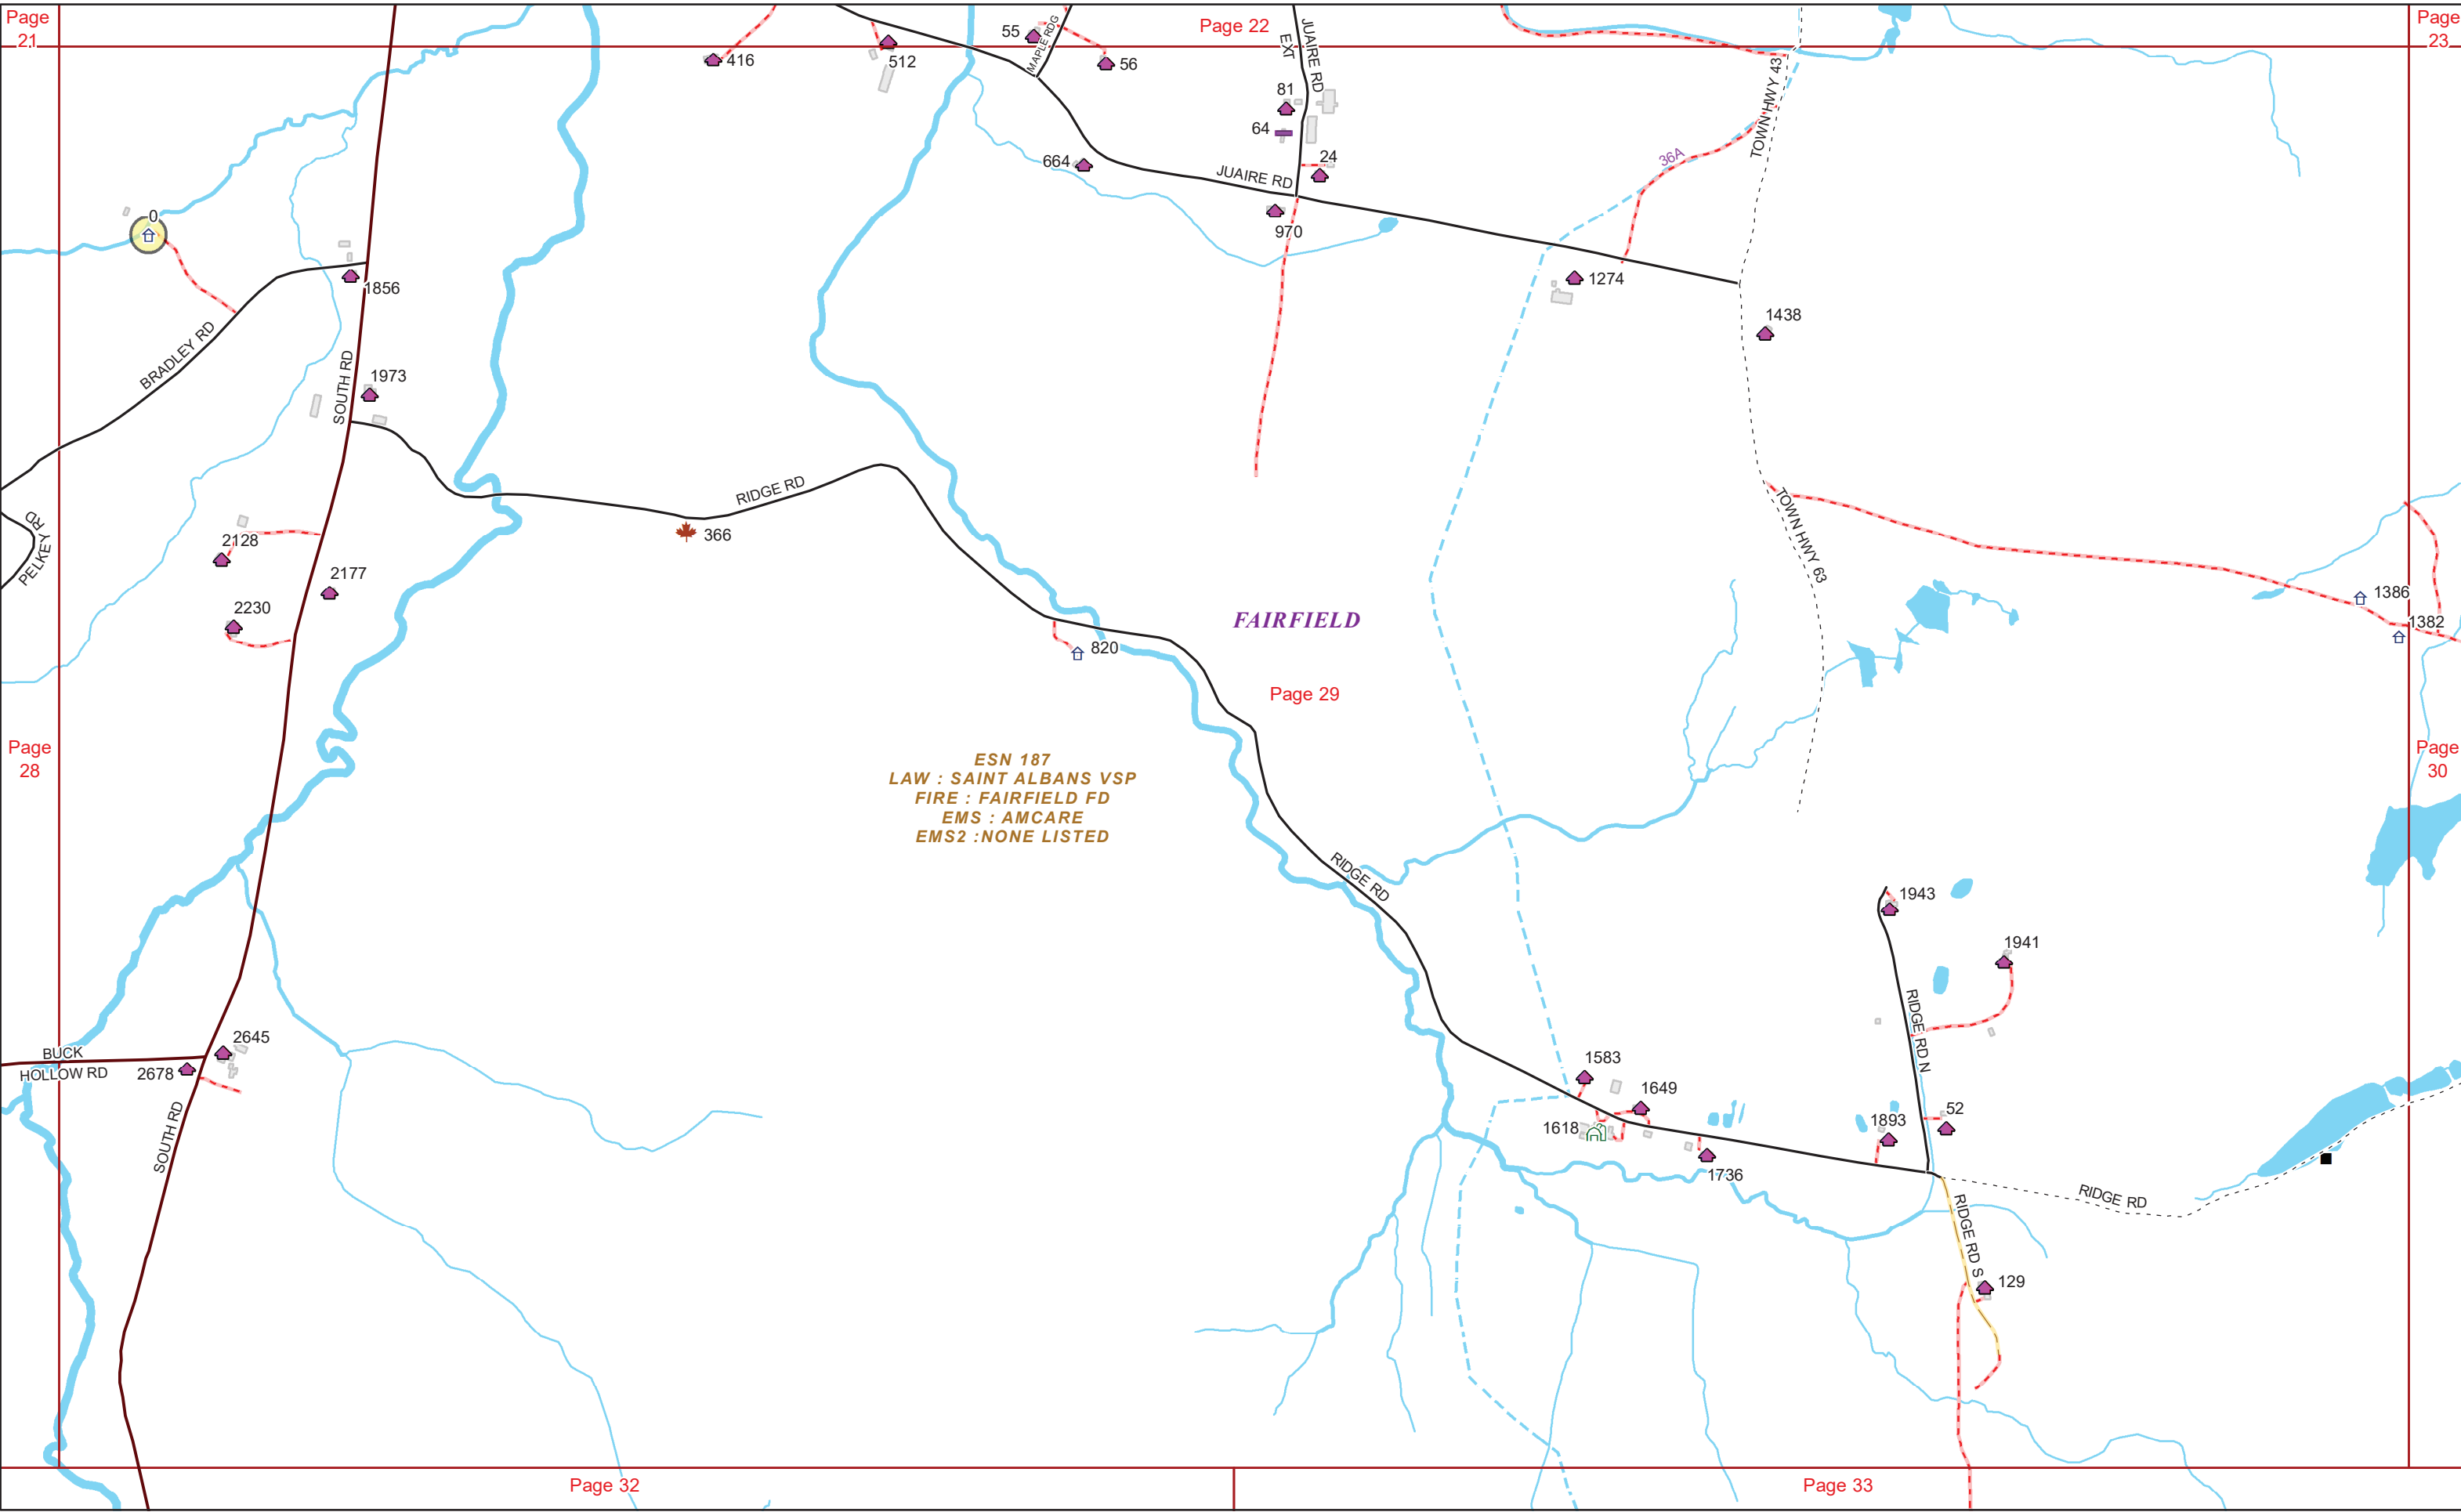 Page
21
Page 22
Page
23
55
MAPLE RDG
416
512
56
JUAIRE RD
EXT
81
64
24
664
JUAIRE RD
970
TOWN HWY 43
36A
0
1856
1274
1438
BRADLEY RD
SOUTH RD
1973
RIDGE RD
366
TOWN HWY 63
PELKEY
RD
2128
2177
2230
1386
1382
FAIRFIELD
820
Page 29
Page
28
Page
30
ESN 187
LAW : SAINT ALBANS VSP
FIRE : FAIRFIELD FD
EMS : AMCARE
EMS2 :NONE LISTED
RIDGE RD
1943
1941
RIDGE RD N
2645
BUCK
HOLLOW RD
2678
SOUTH RD
1583
1649
1618
1736
1893
52
RIDGE RD
RIDGE RD S
129
Page 32
Page 33